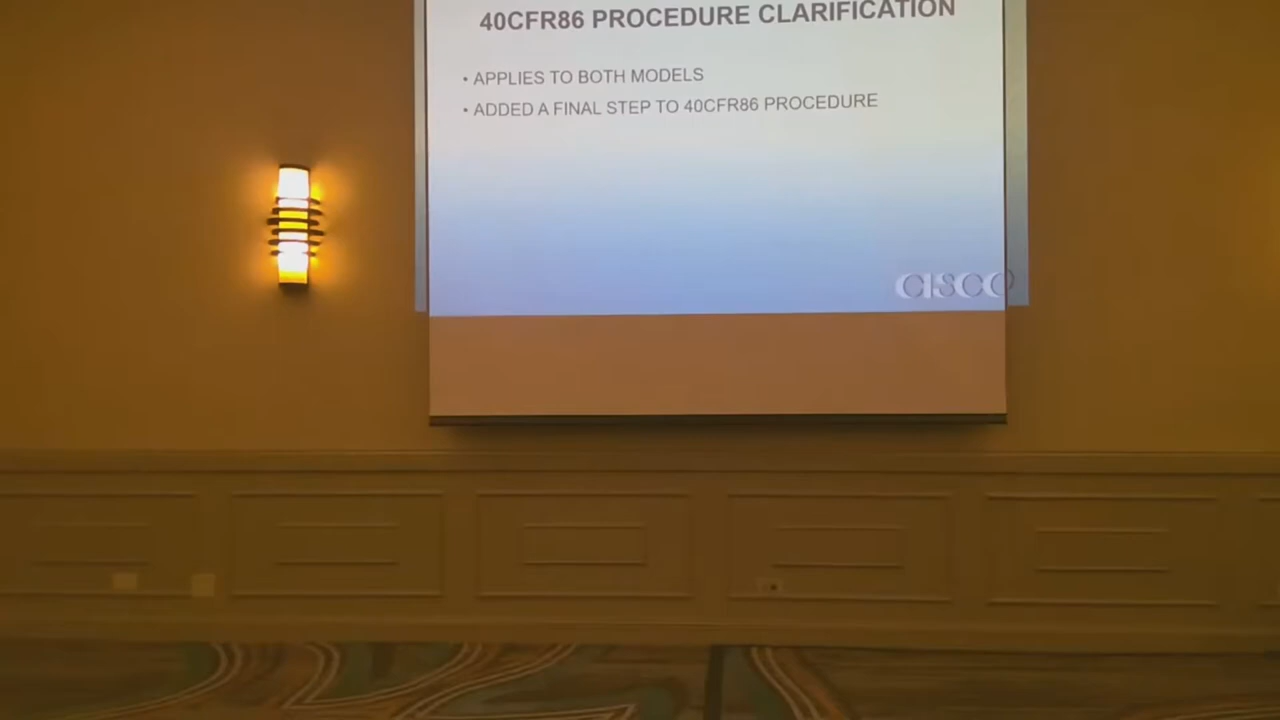 40CFR86 PROCEDURE CLARIFICATION
• APPLIES TO BOTH MODELS
• ADDED A FINAL STEP TO 40CFR86 PROCEDURE
CISCO